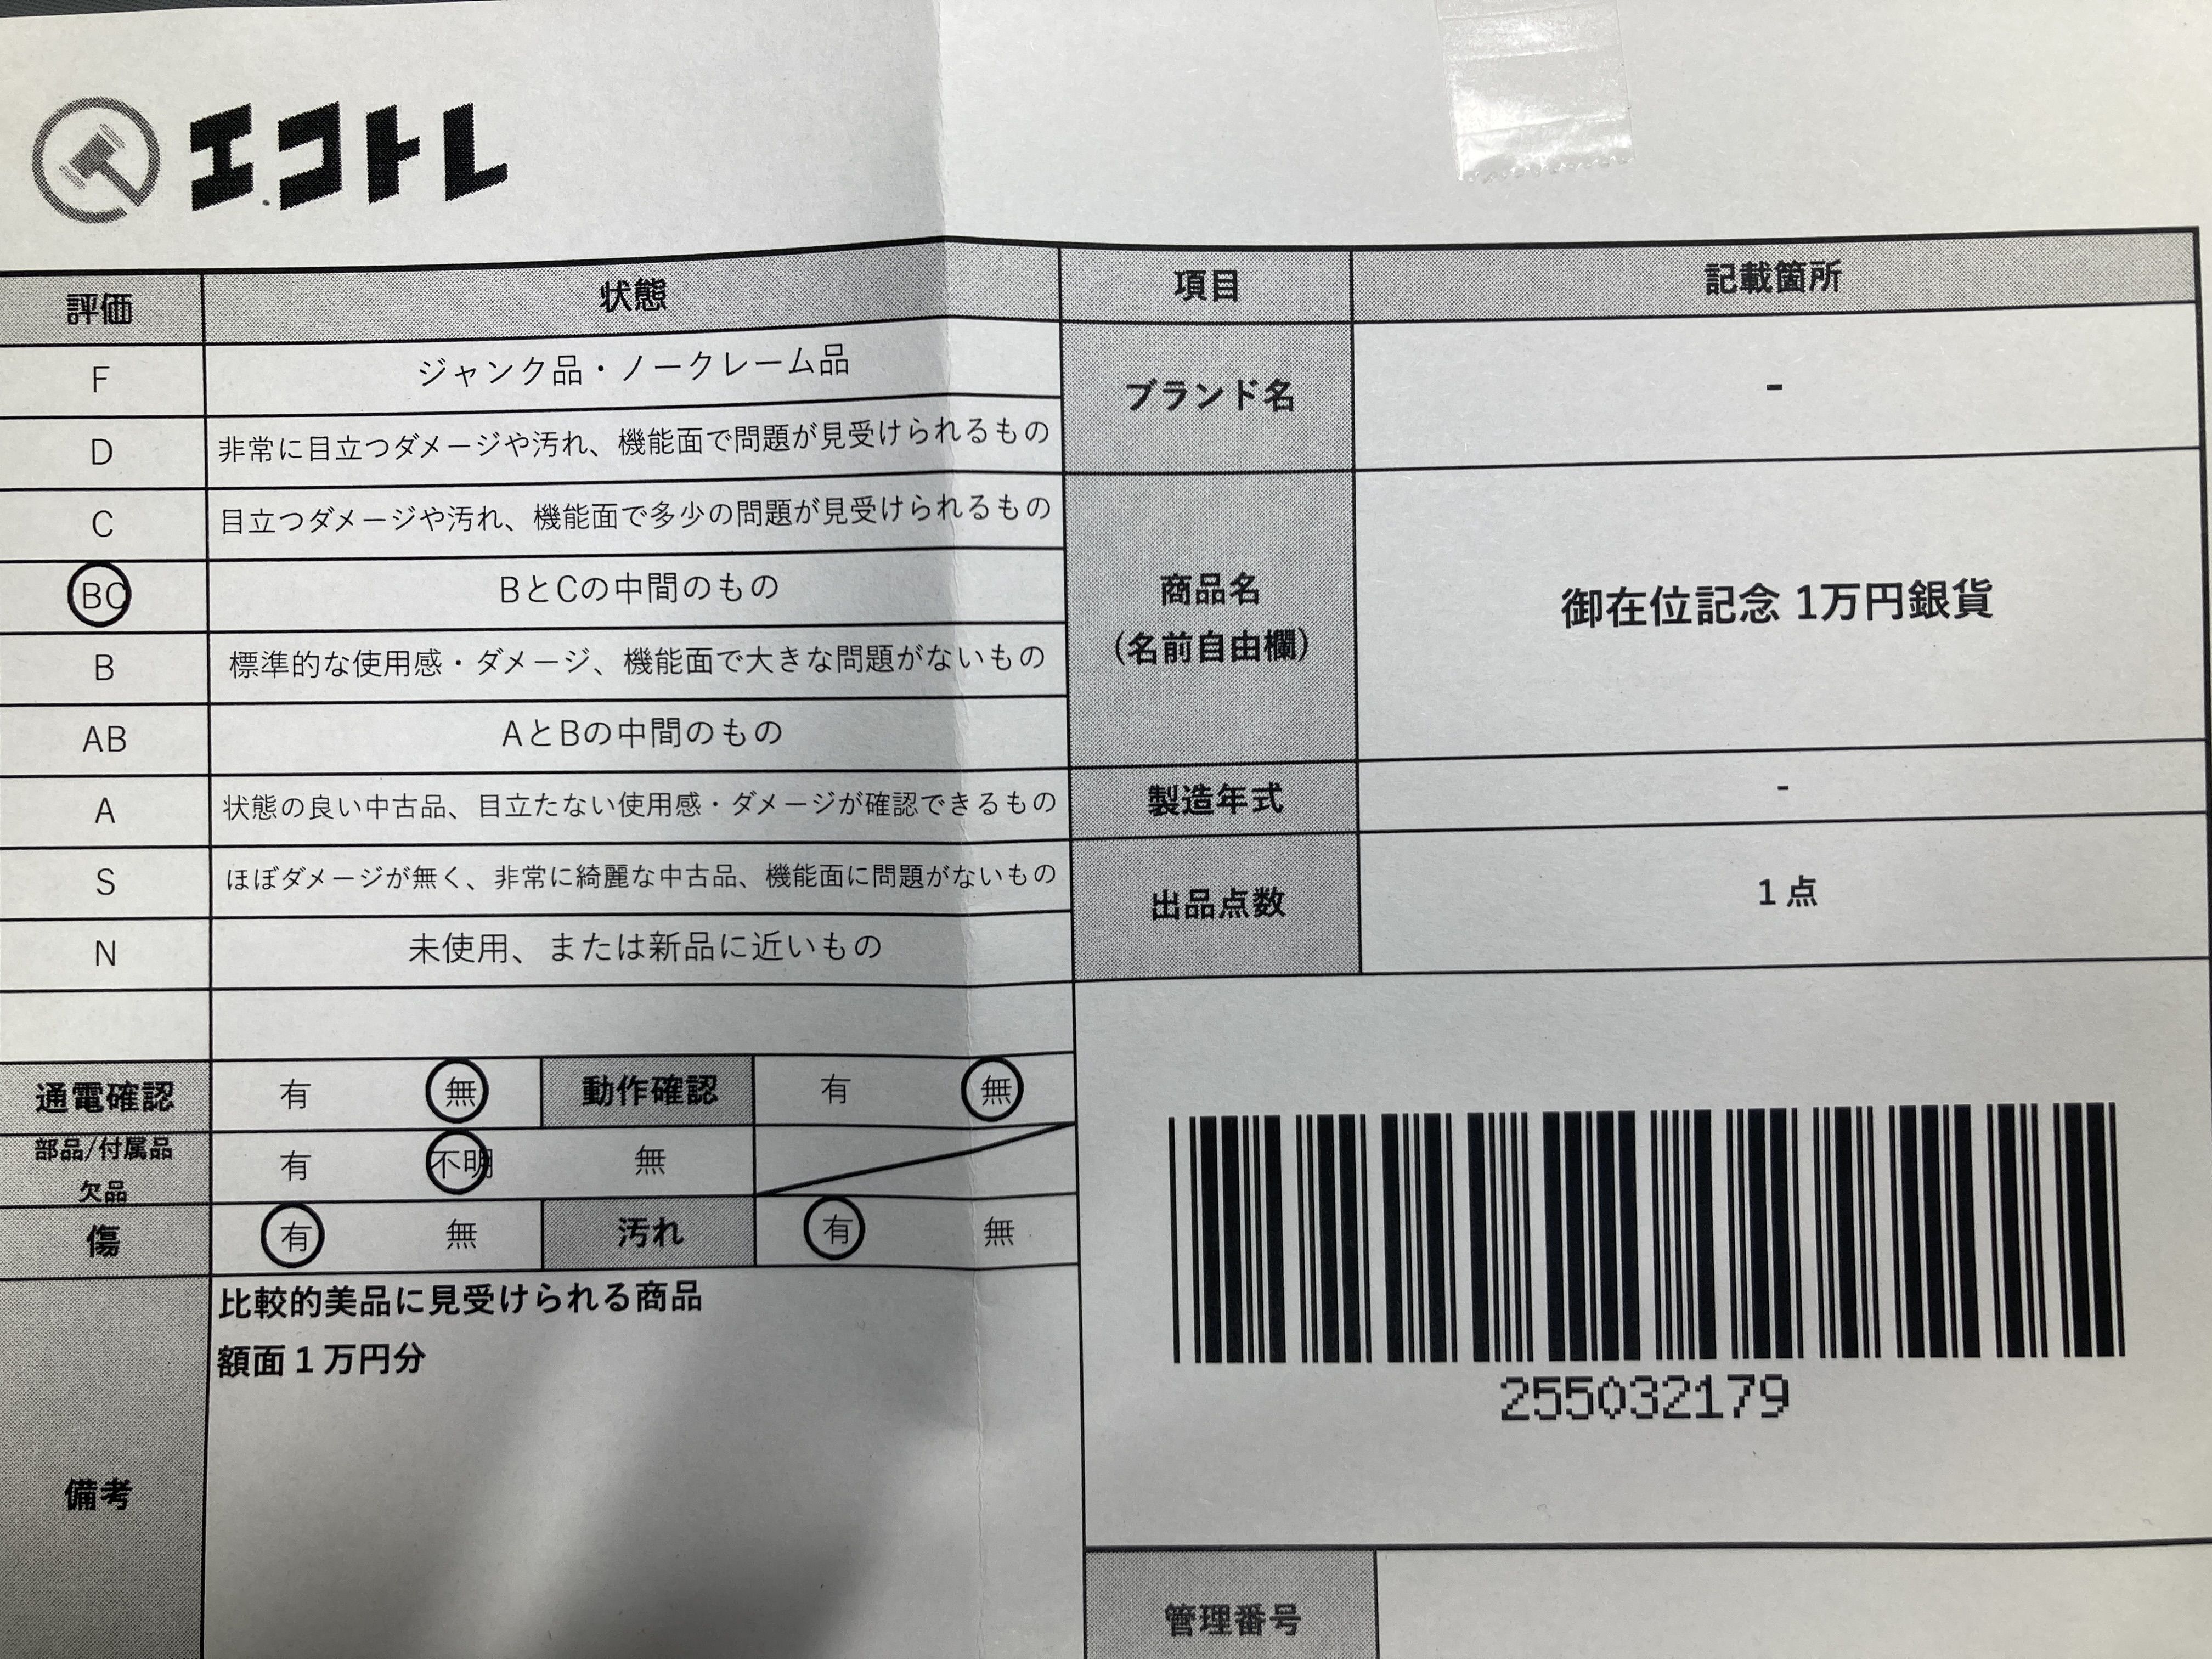 エコトレ
評価 状態 項目 記載箇所
F ジャンク品・ノークレーム品
D 非常に目立つダメージや汚れ、機能面で問題が見受けられるもの
C 目立つダメージや汚れ、機能面で多少の問題が見受けられるもの
BC BとCの中間のもの
B 標準的な使用感・ダメージ、機能面で大きな問題がないもの
AB AとBの中間のもの
A 状態の良い中古品、目立たない使用感・ダメージが確認できるもの
S ほぼダメージが無く、非常に綺麗な中古品、機能面に問題がないもの
N 未使用、または新品に近いもの
ブランド名 -
商品名
(名前自由欄)
御在位記念 1万円銀貨
製造年式 -
出品点数 1点
通電確認 有 無 動作確認 有 無
部品/付属品
欠品
有 不明 無
傷 有 無 汚れ 有 無
備考
比較的美品に見受けられる商品
額面1万円分
255032179
管理番号